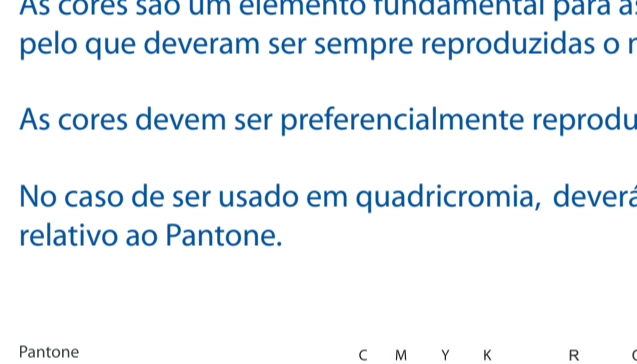 As cores são um elemento fundamental para a
pelo que deveram ser sempre reproduzidas o
As cores devem ser preferencialmente reprodu
No caso de ser usado em quadricromia, deverá
relativo ao Pantone.
Pantone C M Y K R